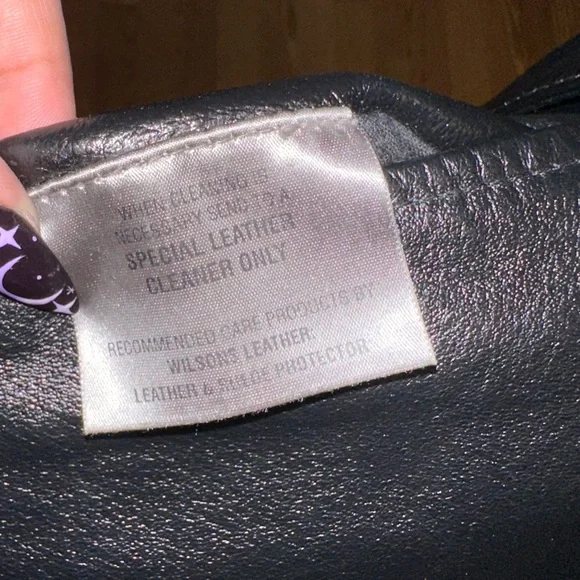 WHEN CLEANING IS
NECESSARY SEND TO A
SPECIAL LEATHER
CLEANER ONLY
RECOMMENDED CARE PRODUCTS BY
WILSONS LEATHER:
LEATHER & SUEDE PROTECTOR